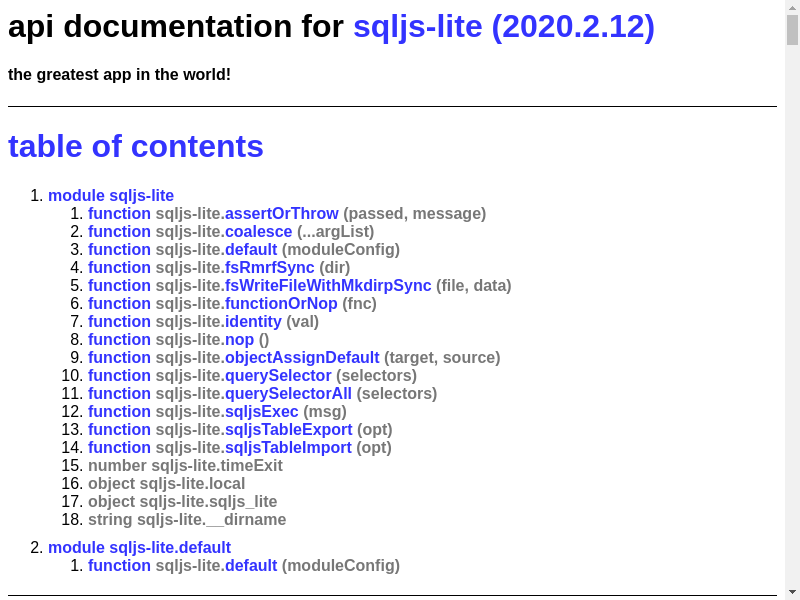 api documentation for sqljs-lite (2020.2.12)
the greatest app in the world!
table of contents
1. module sqljs-lite
1. function sqljs-lite.assertOrThrow (passed, message)
2. function sqljs-lite.coalesce (...argList)
3. function sqljs-lite.default (moduleConfig)
4. function sqljs-lite.fsRmrfSync (dir)
5. function sqljs-lite.fsWriteFileWithMkdirpSync (file, data)
6. function sqljs-lite.functionOrNop (fnc)
7. function sqljs-lite.identity (val)
8. function sqljs-lite.nop ()
9. function sqljs-lite.objectAssignDefault (target, source)
10. function sqljs-lite.querySelector (selectors)
11. function sqljs-lite.querySelectorAll (selectors)
12. function sqljs-lite.sqljsExec (msg)
13. function sqljs-lite.sqljsTableExport (opt)
14. function sqljs-lite.sqljsTableImport (opt)
15. number sqljs-lite.timeExit
16. object sqljs-lite.local
17. object sqljs-lite.sqljs_lite
18. string sqljs-lite.__dirname
2. module sqljs-lite.default
1. function sqljs-lite.default (moduleConfig)